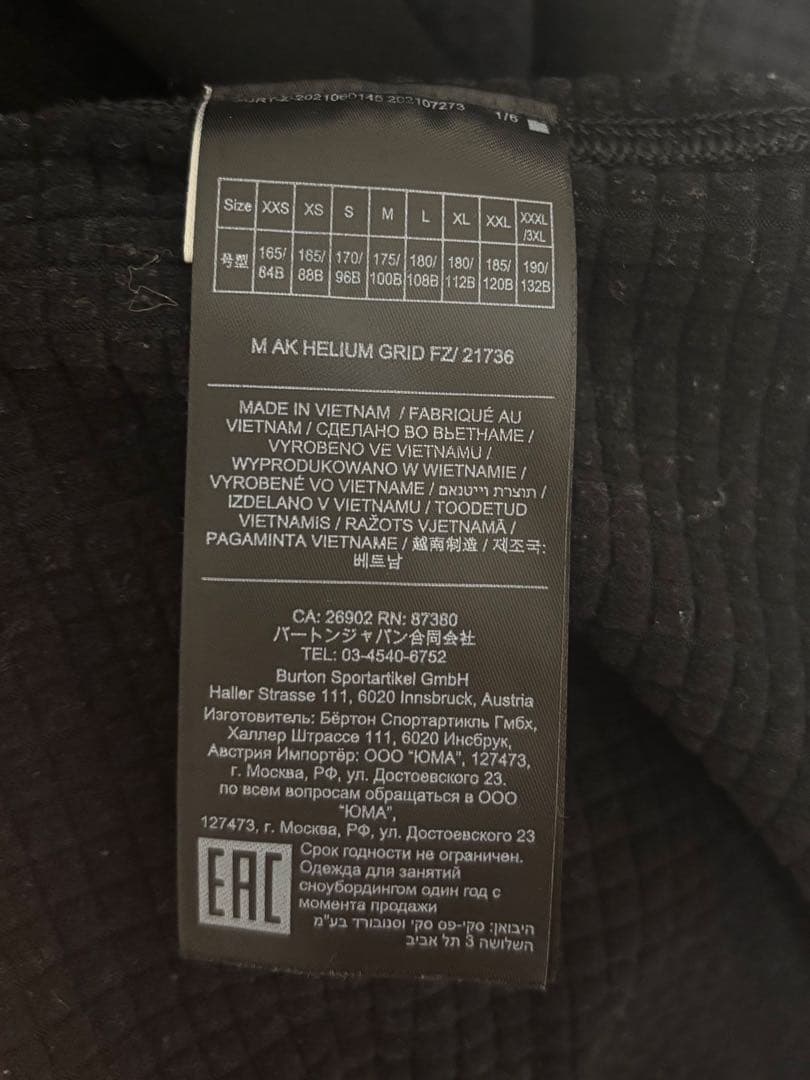 2021060145 202107273 1/6
Size XXS XS S M L XL XXL XXXL/3XL
号型 165/84B 165/88B 170/96B 175/100B 180/108B 180/112B 185/120B 190/132B
M AK HELIUM GRID FZ/ 21736
MADE IN VIETNAM / FABRIQUÉ AU
VIETNAM / СДЕЛАНО ВО ВЬЕТНАМЕ /
VYROBENO VE VIETNAMU /
WYPRODUKOWANO W WIETNAMIE /
VYROBENÉ VO VIETNAME / תוצרת וייטנאם /
IZDELANO V VIETNAMU / TOODETUD
VIETNAMIS / RAŽOTS VJETNAMĀ /
PAGAMINTA VIETNAME / 越南制造 / 제조국:
베트남
CA: 26902 RN: 87380
バートンジャパン合同会社
TEL: 03-4540-6752
Burton Sportartikel GmbH
Haller Strasse 111, 6020 Innsbruck, Austria
Изготовитель: Бёртон Спортартикль Гмбх,
Халлер Штрассе 111, 6020 Инсбрук,
Австрия Импортёр: ООО "ЮМА", 127473,
г. Москва, РФ, ул. Достоевского 23.
по всем вопросам обращаться в ООО
"ЮМА",
127473, г. Москва, РФ, ул. Достоевского 23
EAC
Срок годности не ограничен.
Одежда для занятий
сноубордингом один год с
момента продажи
היבואן: סקי-פס סקי וסנובורד בע"מ
השלושה 3 תל אביב